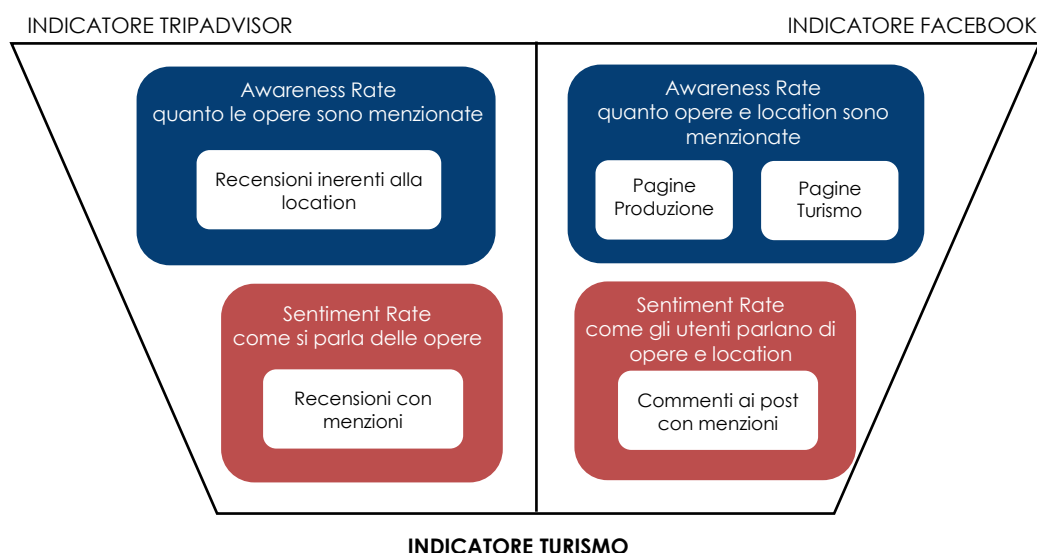 INDICATORE TRIPADVISOR
INDICATORE FACEBOOK
Awareness Rate
quanto le opere sono menzionate
Recensioni inerenti alla
location
Awareness Rate
quanto opere e location sono
menzionate
Pagine
Produzione
Pagine
Turismo
Sentiment Rate
come si parla delle opere
Recensioni con
menzioni
Sentiment Rate
come gli utenti parlano di
opere e location
Commenti ai post
con menzioni
INDICATORE TURISMO